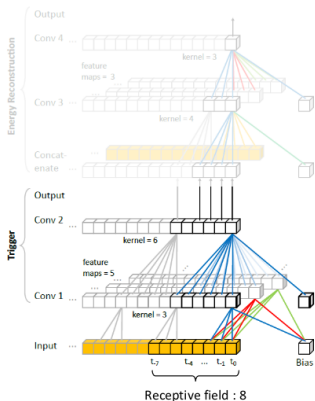 Energy Reconstruction
Output
Conv 4
kernel = 3
feature
maps = 3
Conv 3
kernel = 4
Concat-
enate
Trigger
Output
Conv 2
kernel = 6
feature
maps = 5
Conv 1
kernel = 3
Input
t-7 t-4 ... t-1 t0
Bias
Receptive field : 8